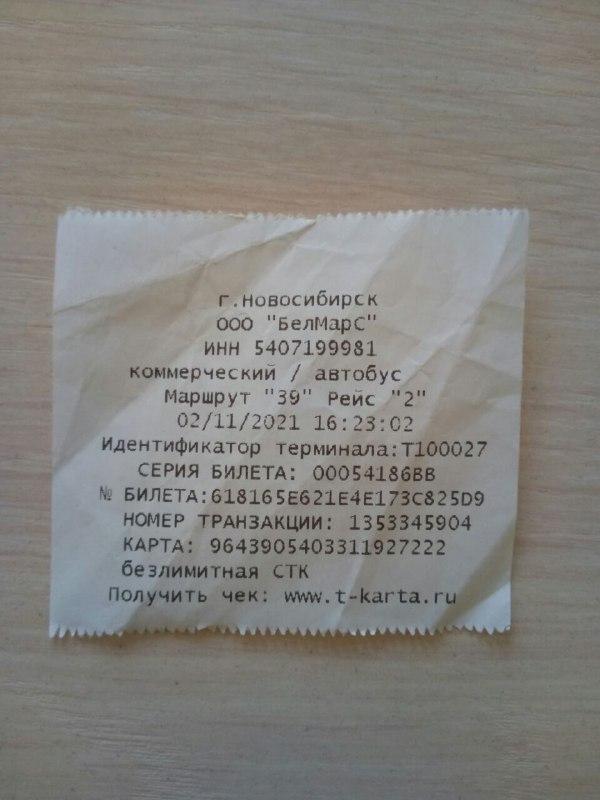 г.Новосибирск
ООО "БелМарС"
ИНН 5407199981
коммерческий / автобус
Маршрут "39" Рейс "2"
02/11/2021 16:23:02
Идентификатор терминала:Т100027
СЕРИЯ БИЛЕТА: 00054186BB
№ БИЛЕТА:618165E621E4E173C825D9
НОМЕР ТРАНЗАКЦИИ: 1353345904
КАРТА: 9643905403311927222
безлимитная СТК
Получить чек: www.t-karta.ru